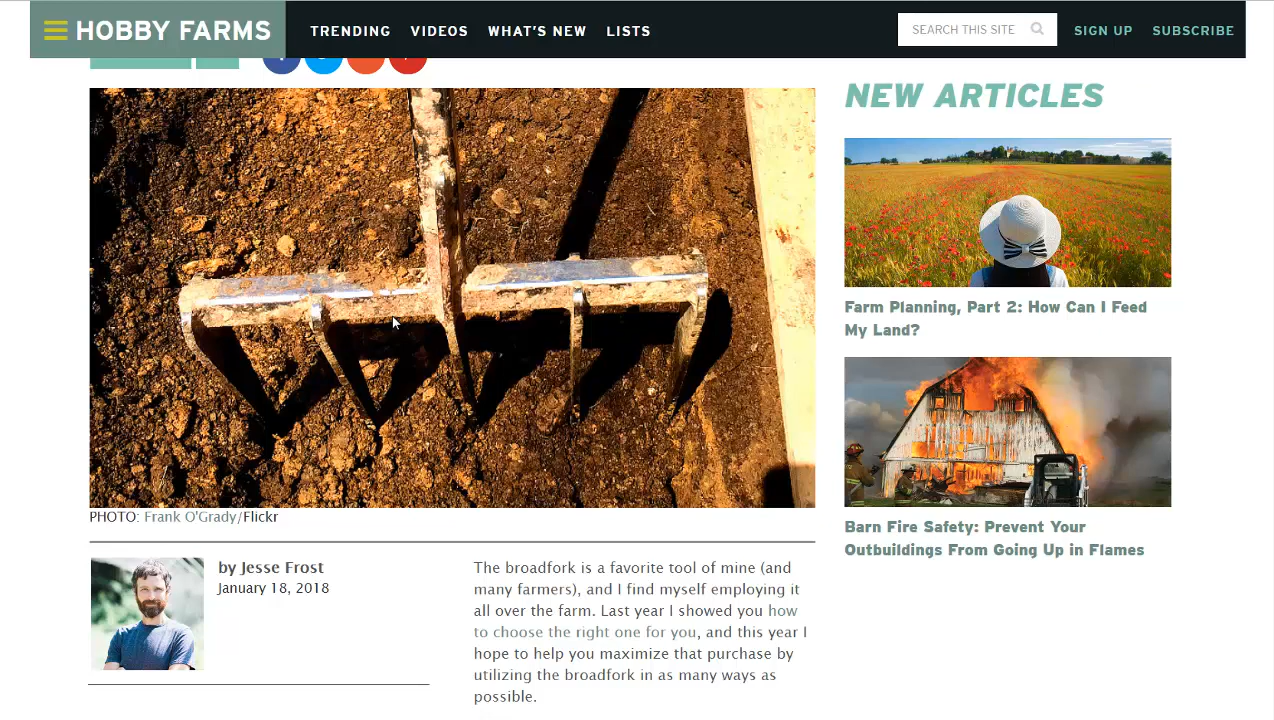 HOBBY FARMS
TRENDING VIDEOS WHAT'S NEW LISTS
SEARCH THIS SITE
SIGN UP SUBSCRIBE
NEW ARTICLES
Farm Planning, Part 2: How Can I Feed
My Land?
Barn Fire Safety: Prevent Your
Outbuildings From Going Up in Flames
PHOTO: Frank O'Grady/Flickr
by Jesse Frost
January 18, 2018
The broadfork is a favorite tool of mine (and
many farmers), and I find myself employing it
all over the farm. Last year I showed you how
to choose the right one for you, and this year I
hope to help you maximize that purchase by
utilizing the broadfork in as many ways as
possible.